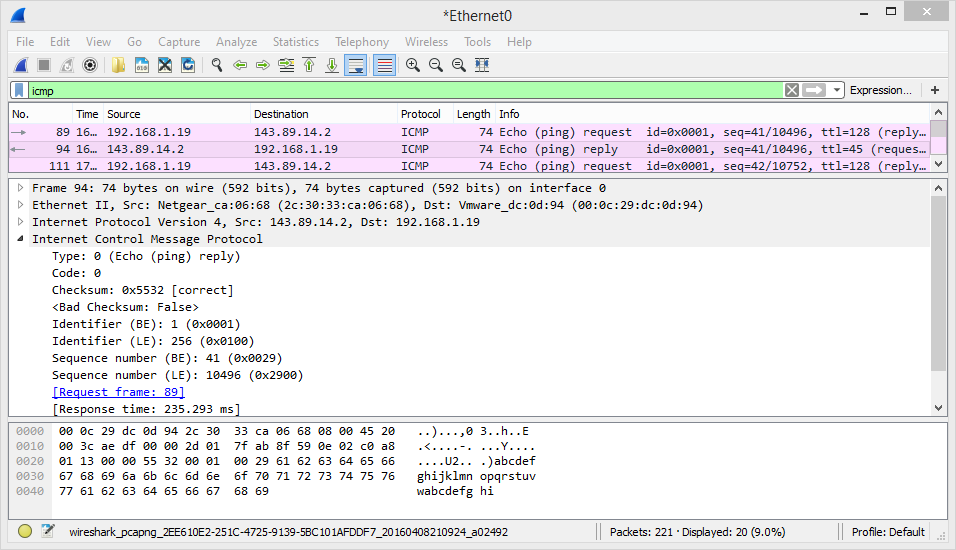 *Ethernet0
File Edit View Go Capture Analyze Statistics Telephony Wireless Tools Help
icmp Expression... +
No. Time Source Destination Protocol Length Info
89 16... 192.168.1.19 143.89.14.2 ICMP 74 Echo (ping) request id=0x0001, seq=41/10496, ttl=128 (reply...
94 16... 143.89.14.2 192.168.1.19 ICMP 74 Echo (ping) reply id=0x0001, seq=41/10496, ttl=45 (reques...
111 17... 192.168.1.19 143.89.14.2 ICMP 74 Echo (ping) request id=0x0001, seq=42/10752, ttl=128 (reply...
Frame 94: 74 bytes on wire (592 bits), 74 bytes captured (592 bits) on interface 0
Ethernet II, Src: Netgear_ca:06:68 (2c:30:33:ca:06:68), Dst: Vmware_dc:0d:94 (00:0c:29:dc:0d:94)
Internet Protocol Version 4, Src: 143.89.14.2, Dst: 192.168.1.19
Internet Control Message Protocol
Type: 0 (Echo (ping) reply)
Code: 0
Checksum: 0x5532 [correct]
<Bad Checksum: False>
Identifier (BE): 1 (0x0001)
Identifier (LE): 256 (0x0100)
Sequence number (BE): 41 (0x0029)
Sequence number (LE): 10496 (0x2900)
[Request frame: 89]
[Response time: 235.293 ms]
0000 00 0c 29 dc 0d 94 2c 30 33 ca 06 68 08 00 45 20 ..)...,0 3..h..E
0010 00 3c ae df 00 00 2d 01 7f ab 8f 59 0e 02 c0 a8 .<....-. ...Y....
0020 01 13 00 00 55 32 00 01 00 29 61 62 63 64 65 66 ....U2.. .)abcdef
0030 67 68 69 6a 6b 6c 6d 6e 6f 70 71 72 73 74 75 76 ghijklmn opqrstuv
0040 77 61 62 63 64 65 66 67 68 69 wabcdefg hi
wireshark_pcapng_2EE610E2-251C-4725-9139-5BC101AFDDF7_20160408210924_a02492 Packets: 221 · Displayed: 20 (9.0%) Profile: Default